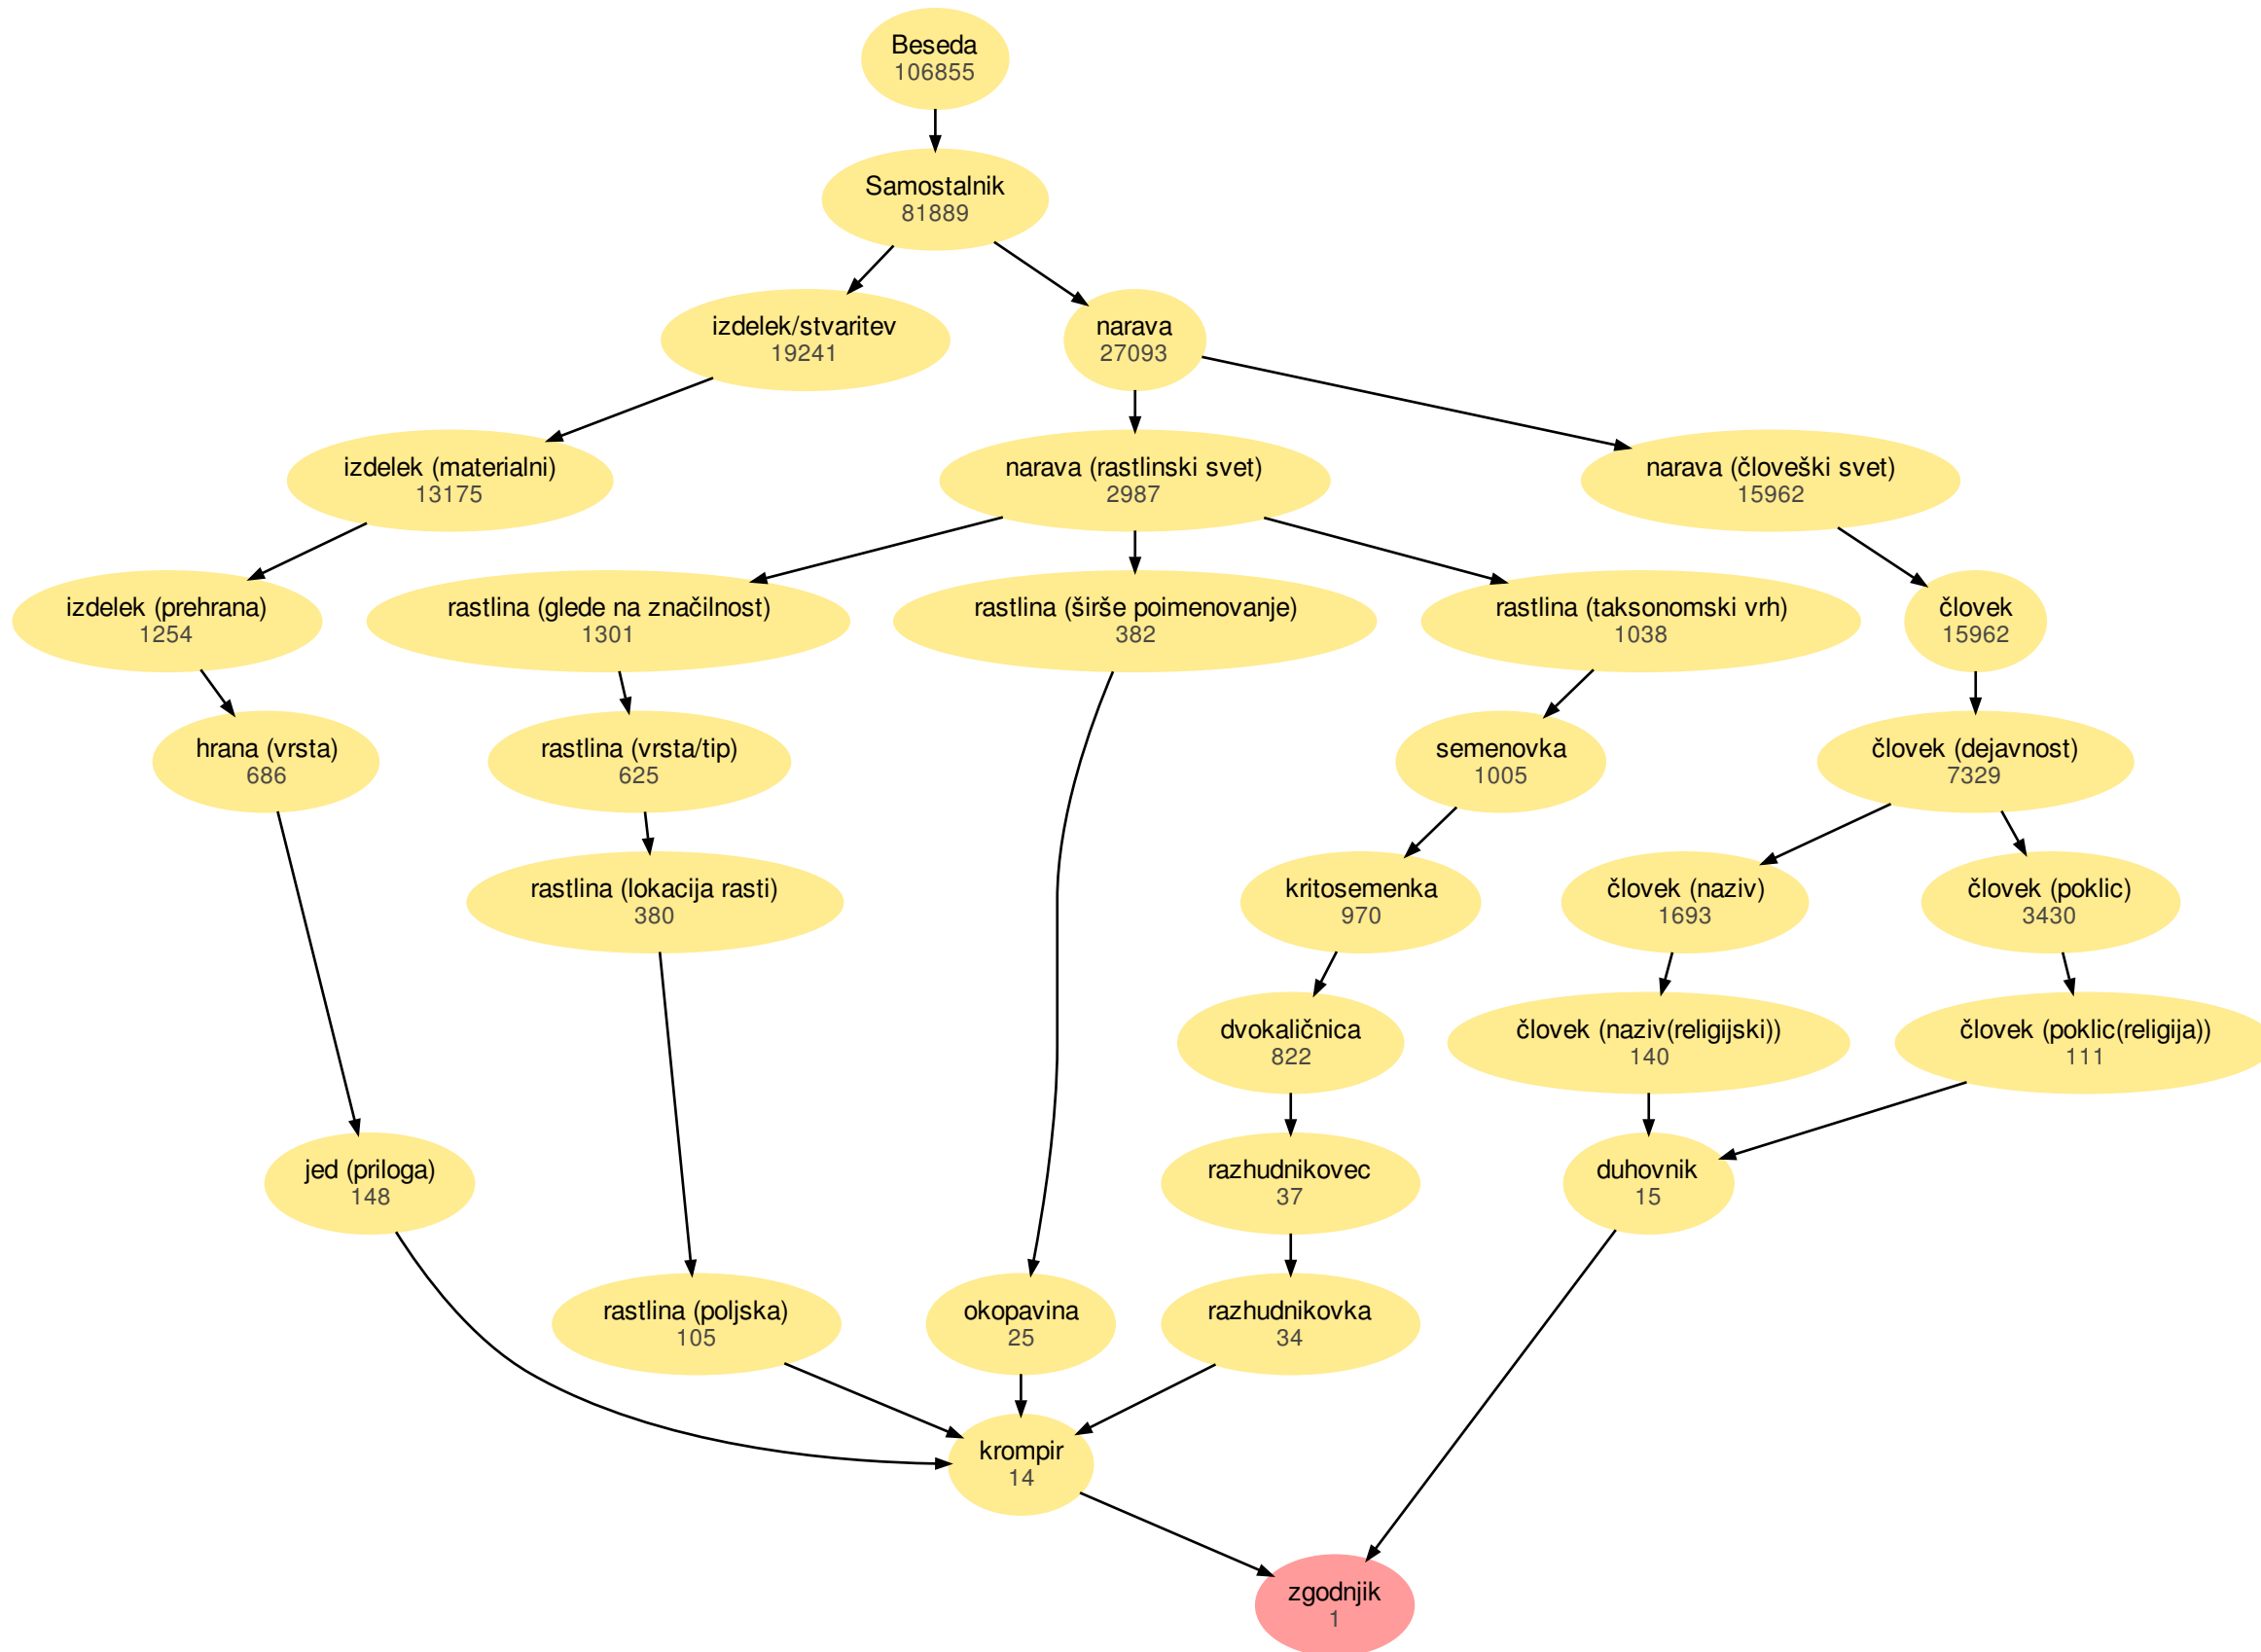 Beseda
106855
Samostalnik
81889
izdelek/stvaritev
19241
narava
27093
izdelek (materialni)
13175
narava (rastlinski svet)
2987
narava (človeški svet)
15962
izdelek (prehrana)
1254
rastlina (glede na značilnost)
1301
rastlina (širše poimenovanje)
382
rastlina (taksonomski vrh)
1038
človek
15962
hrana (vrsta)
686
rastlina (vrsta/tip)
625
semenovka
1005
človek (dejavnost)
7329
rastlina (lokacija rasti)
380
kritosemenka
970
človek (naziv)
1693
človek (poklic)
3430
dvokaličnica
822
človek (naziv(religijski))
140
človek (poklic(religija))
111
jed (priloga)
148
razhudnikovec
37
duhovnik
15
rastlina (poljska)
105
okopavina
25
razhudnikovka
34
krompir
14
zgodnjik
1